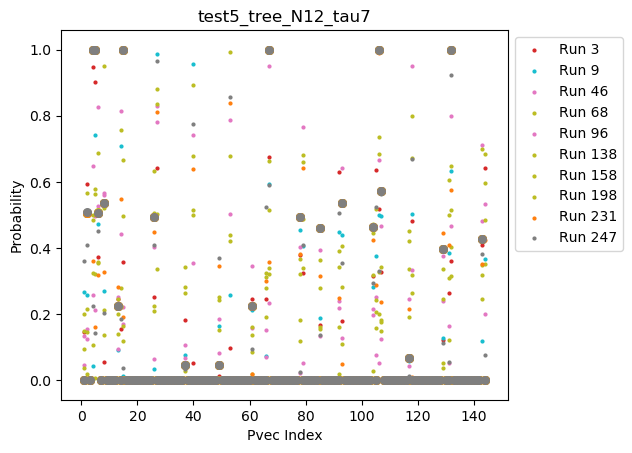 test5_tree_N12_tau7
Probability
1.0
0.8
0.6
0.4
0.2
0.0
0
20
40
60
80
100
120
140
Pvec Index
Run 3
Run 9
Run 46
Run 68
Run 96
Run 138
Run 158
Run 198
Run 231
Run 247